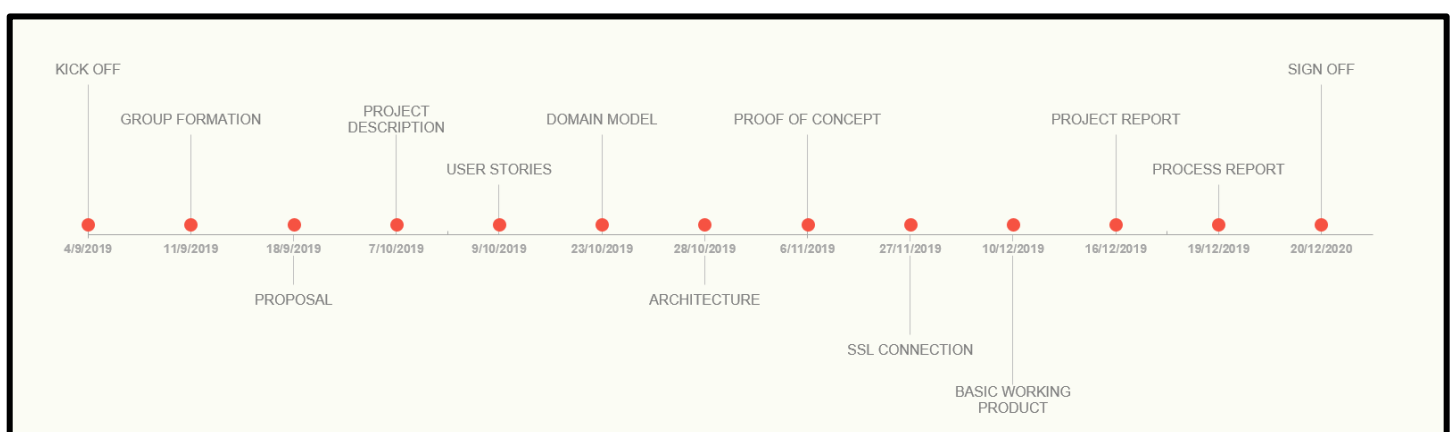 KICK OFF
SIGN OFF
GROUP FORMATION
PROJECT
DESCRIPTION
DOMAIN MODEL
PROOF OF CONCEPT
PROJECT REPORT
USER STORIES
PROCESS REPORT
4/9/2019
11/9/2019
18/9/2019
7/10/2019
9/10/2019
23/10/2019
28/10/2019
6/11/2019
27/11/2019
10/12/2019
16/12/2019
19/12/2019
20/12/2020
PROPOSAL
ARCHITECTURE
SSL CONNECTION
BASIC WORKING
PRODUCT